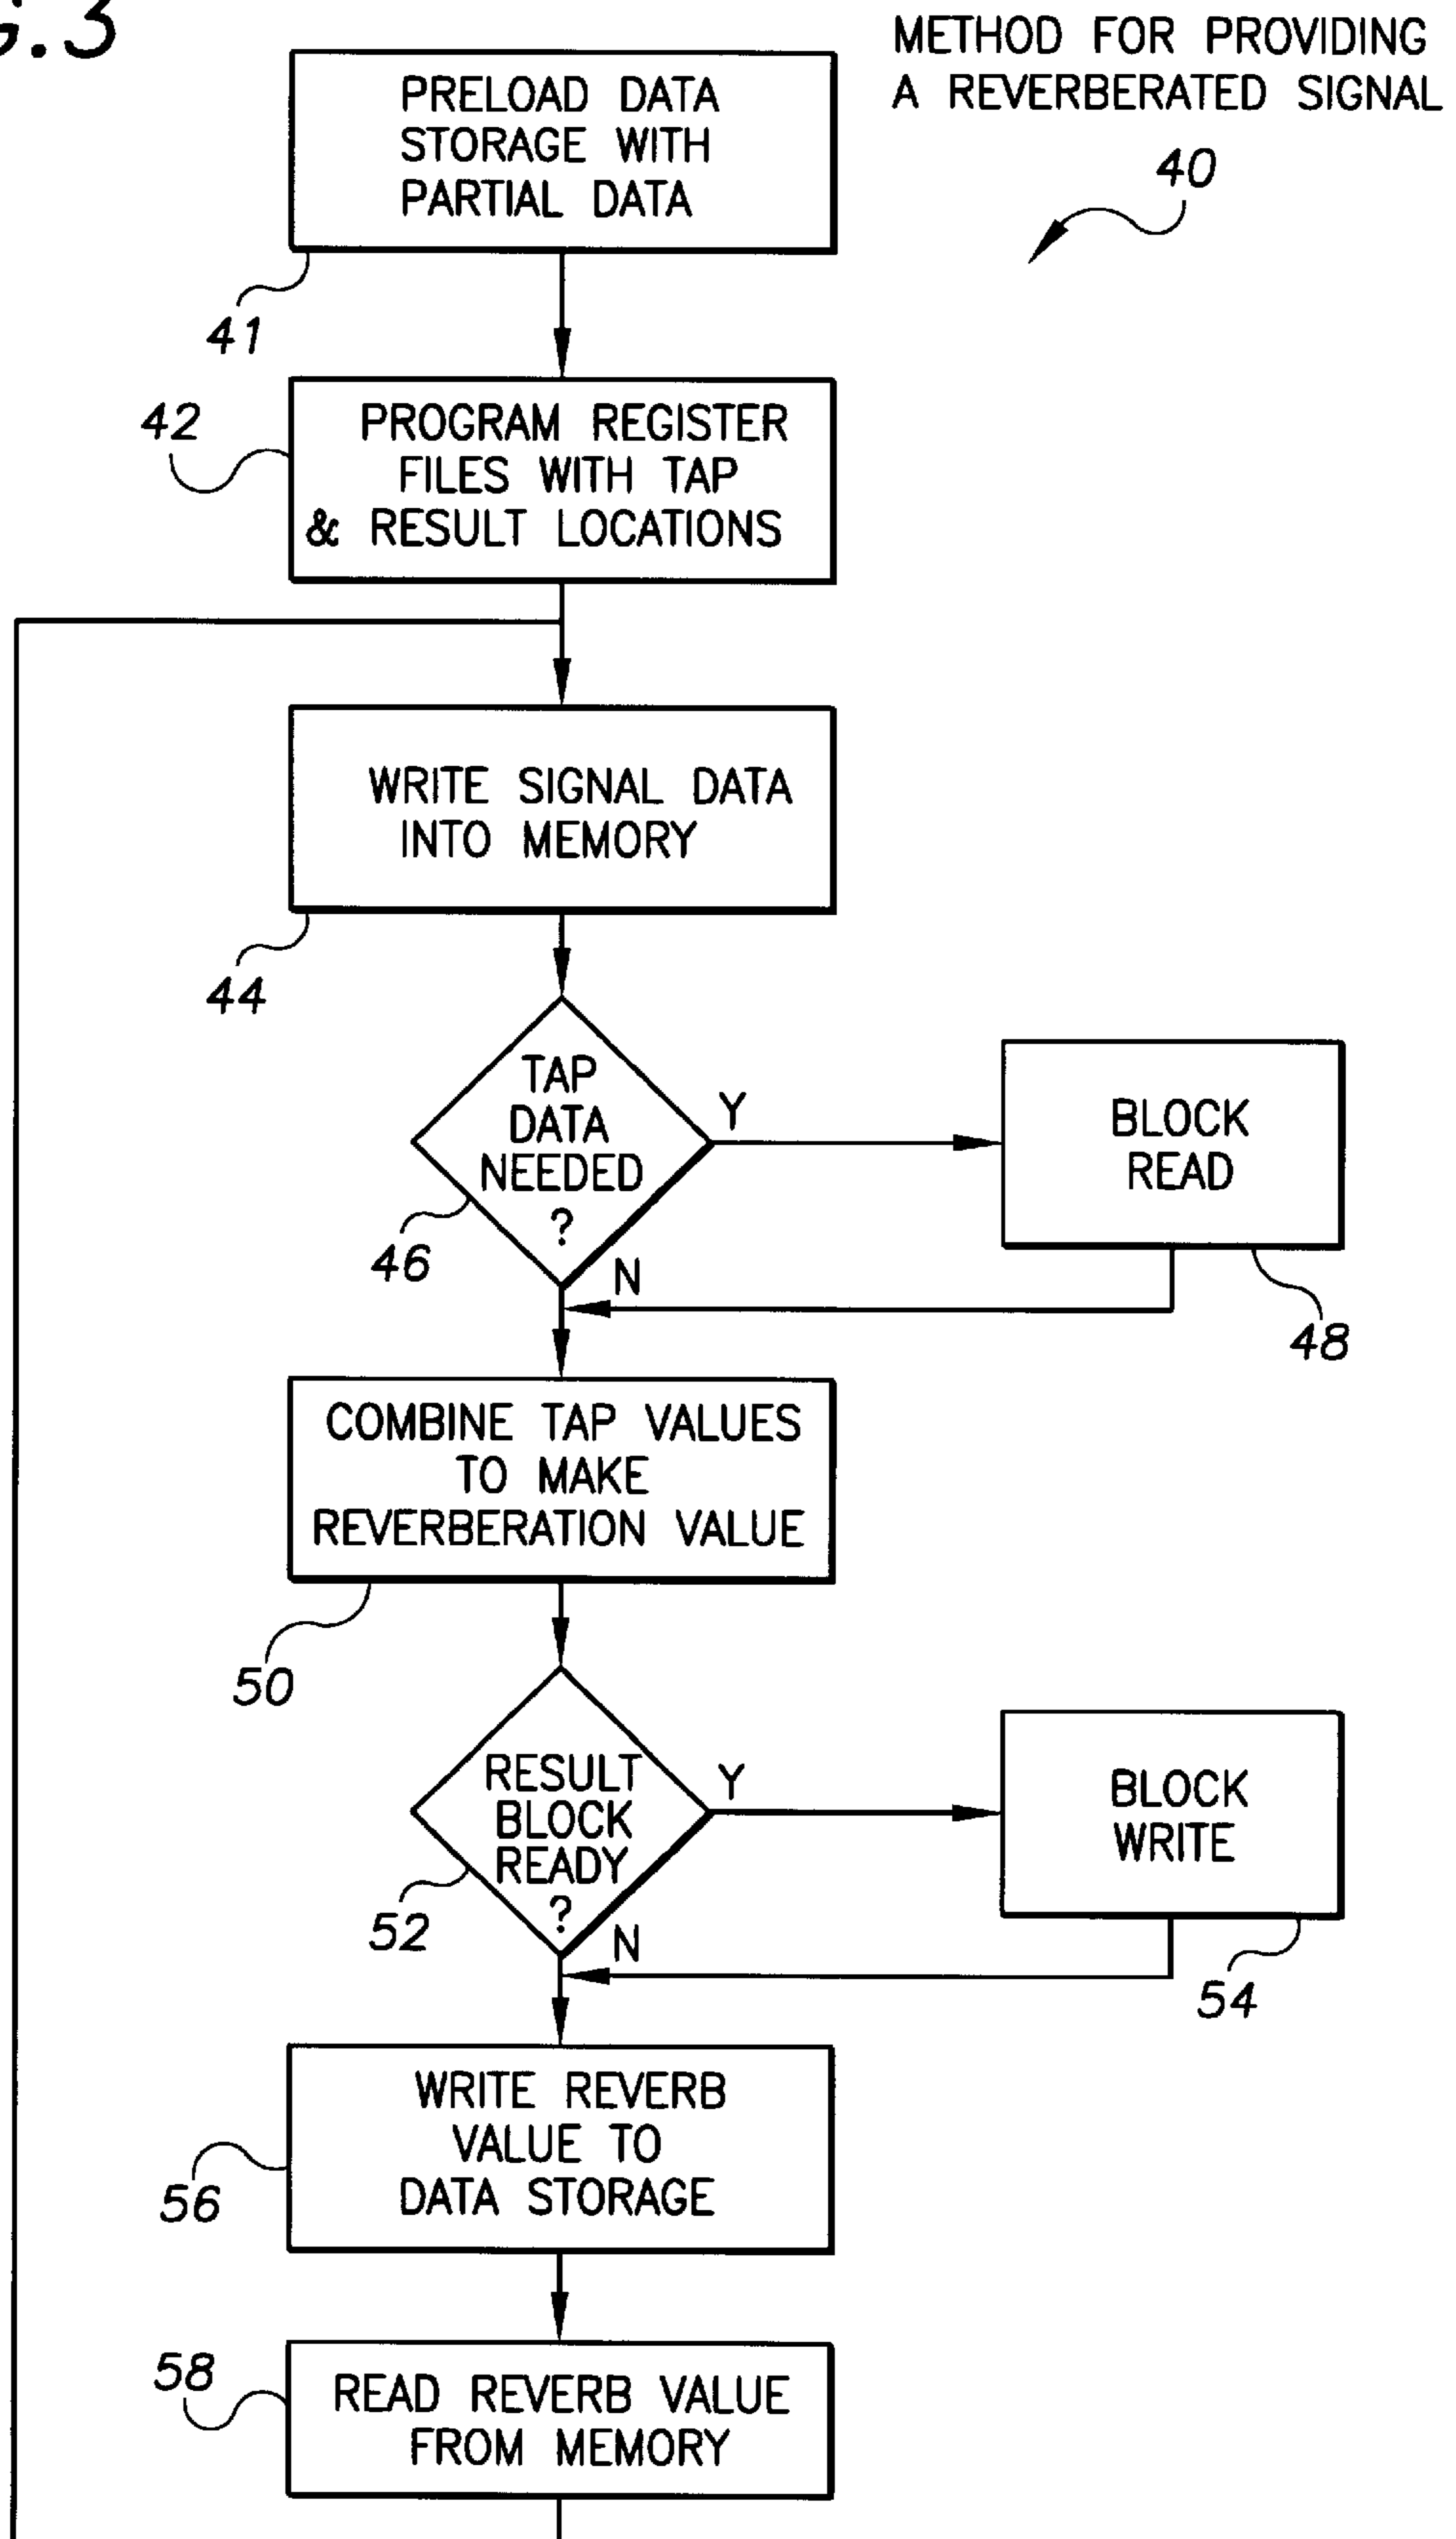 G.3
METHOD FOR PROVIDING
A REVERBERATED SIGNAL
40
PRELOAD DATA
STORAGE WITH
PARTIAL DATA
41
42
PROGRAM REGISTER
FILES WITH TAP
& RESULT LOCATIONS
WRITE SIGNAL DATA
INTO MEMORY
44
TAP
DATA
NEEDED
?
46
Y
N
BLOCK
READ
48
COMBINE TAP VALUES
TO MAKE
REVERBERATION VALUE
50
RESULT
BLOCK
READY
?
52
Y
N
BLOCK
WRITE
54
WRITE REVERB
VALUE TO
DATA STORAGE
56
58
READ REVERB VALUE
FROM MEMORY